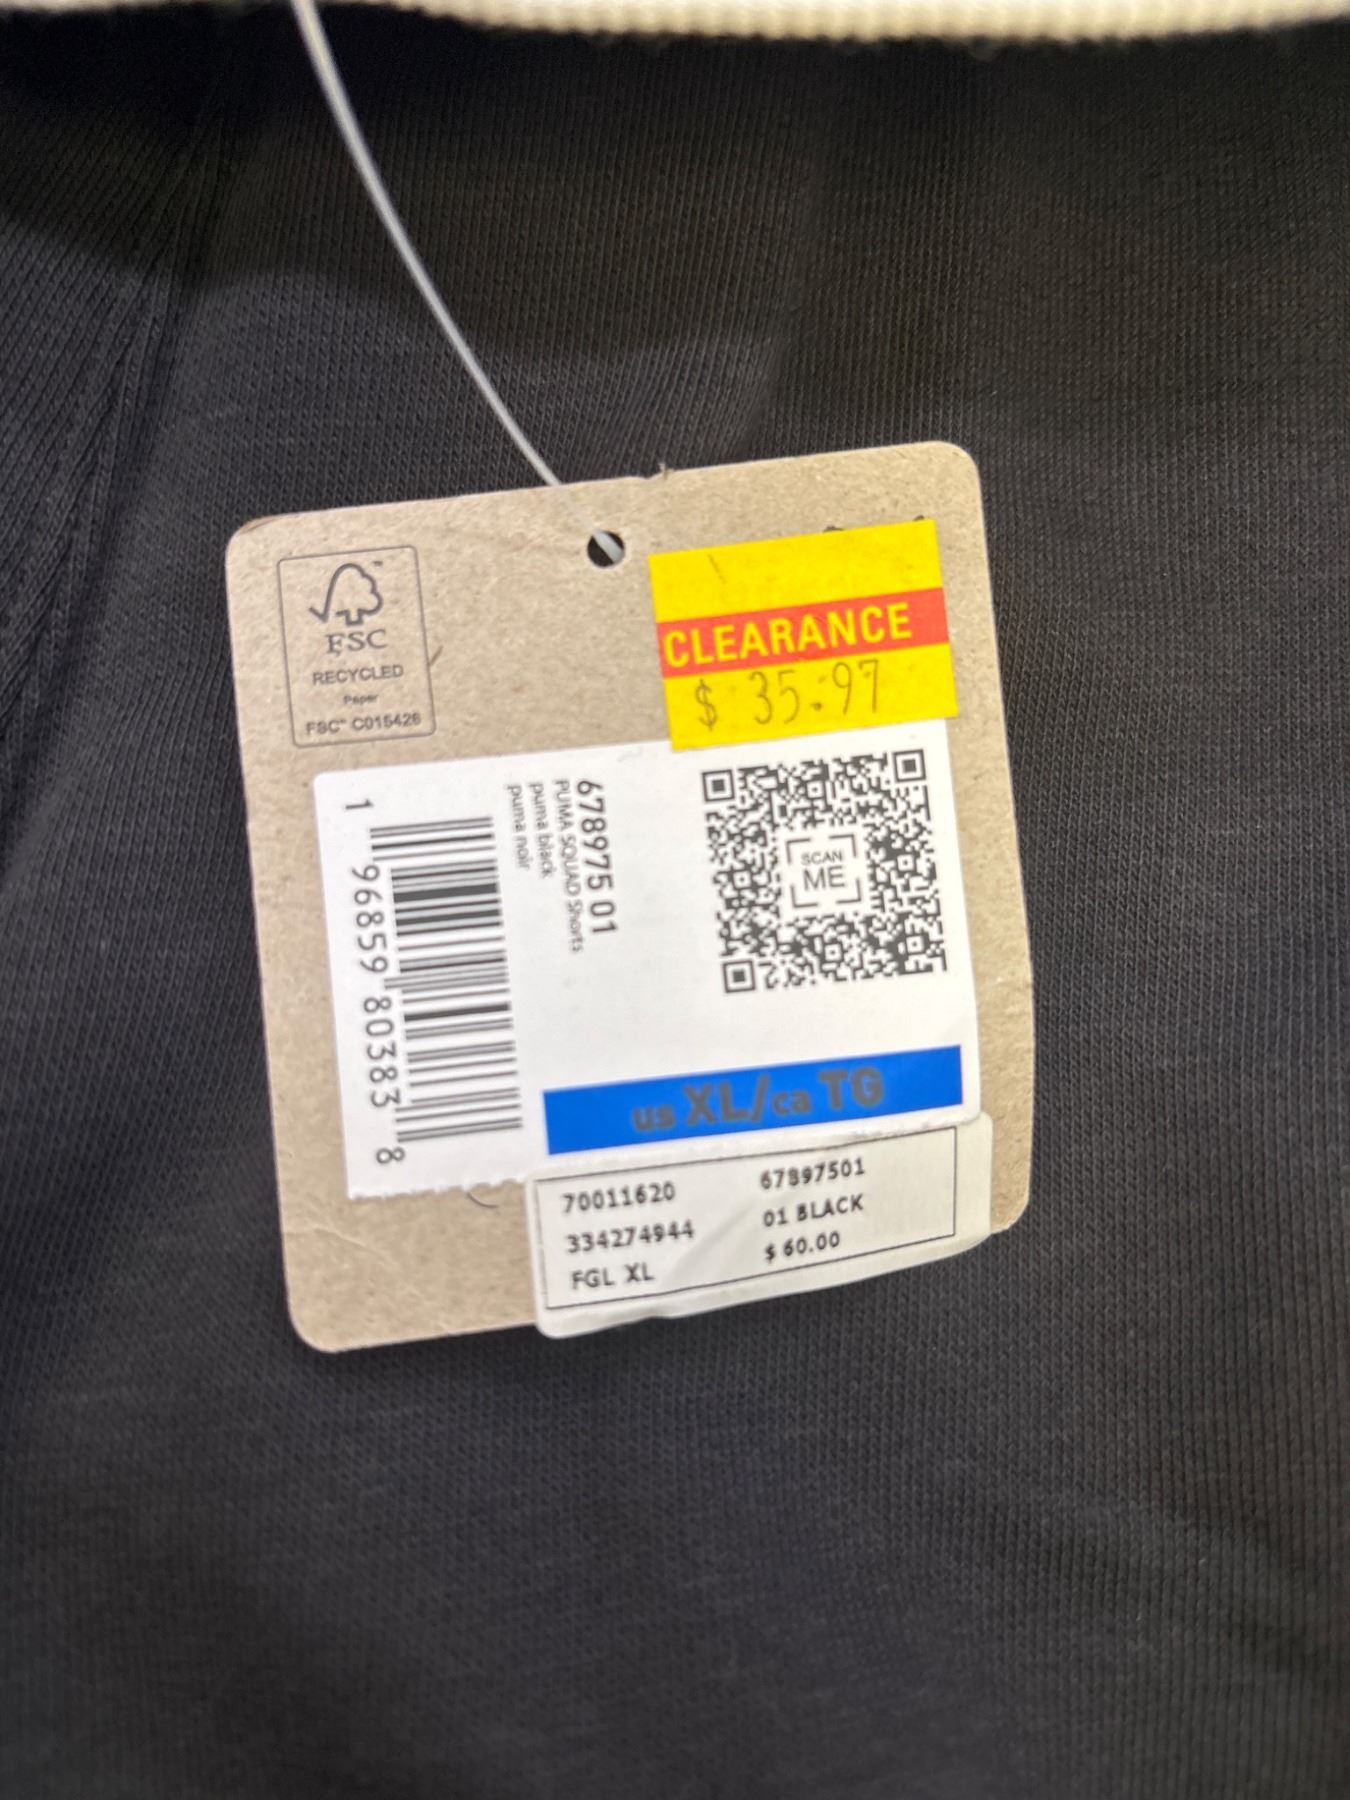 FSC
RECYCLED
Paper
FSC™ C015426
CLEARANCE
$ 35.97
678975 01
PUMA SQUAD Shorts
puma black
puma noir
1 96859 80383 8
SCAN
ME
us XL/ca TG
70011620 67897501
334274944 01 BLACK
FGL XL $ 60.00